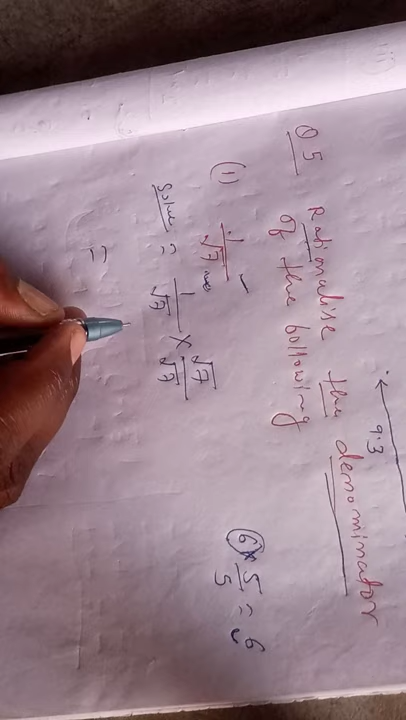 9.3
Q5 Rationalise the denominator
of the following
(1) 1/√7
Solve = 1/√7 × √7/√7
=
6 × 5/5 = 6